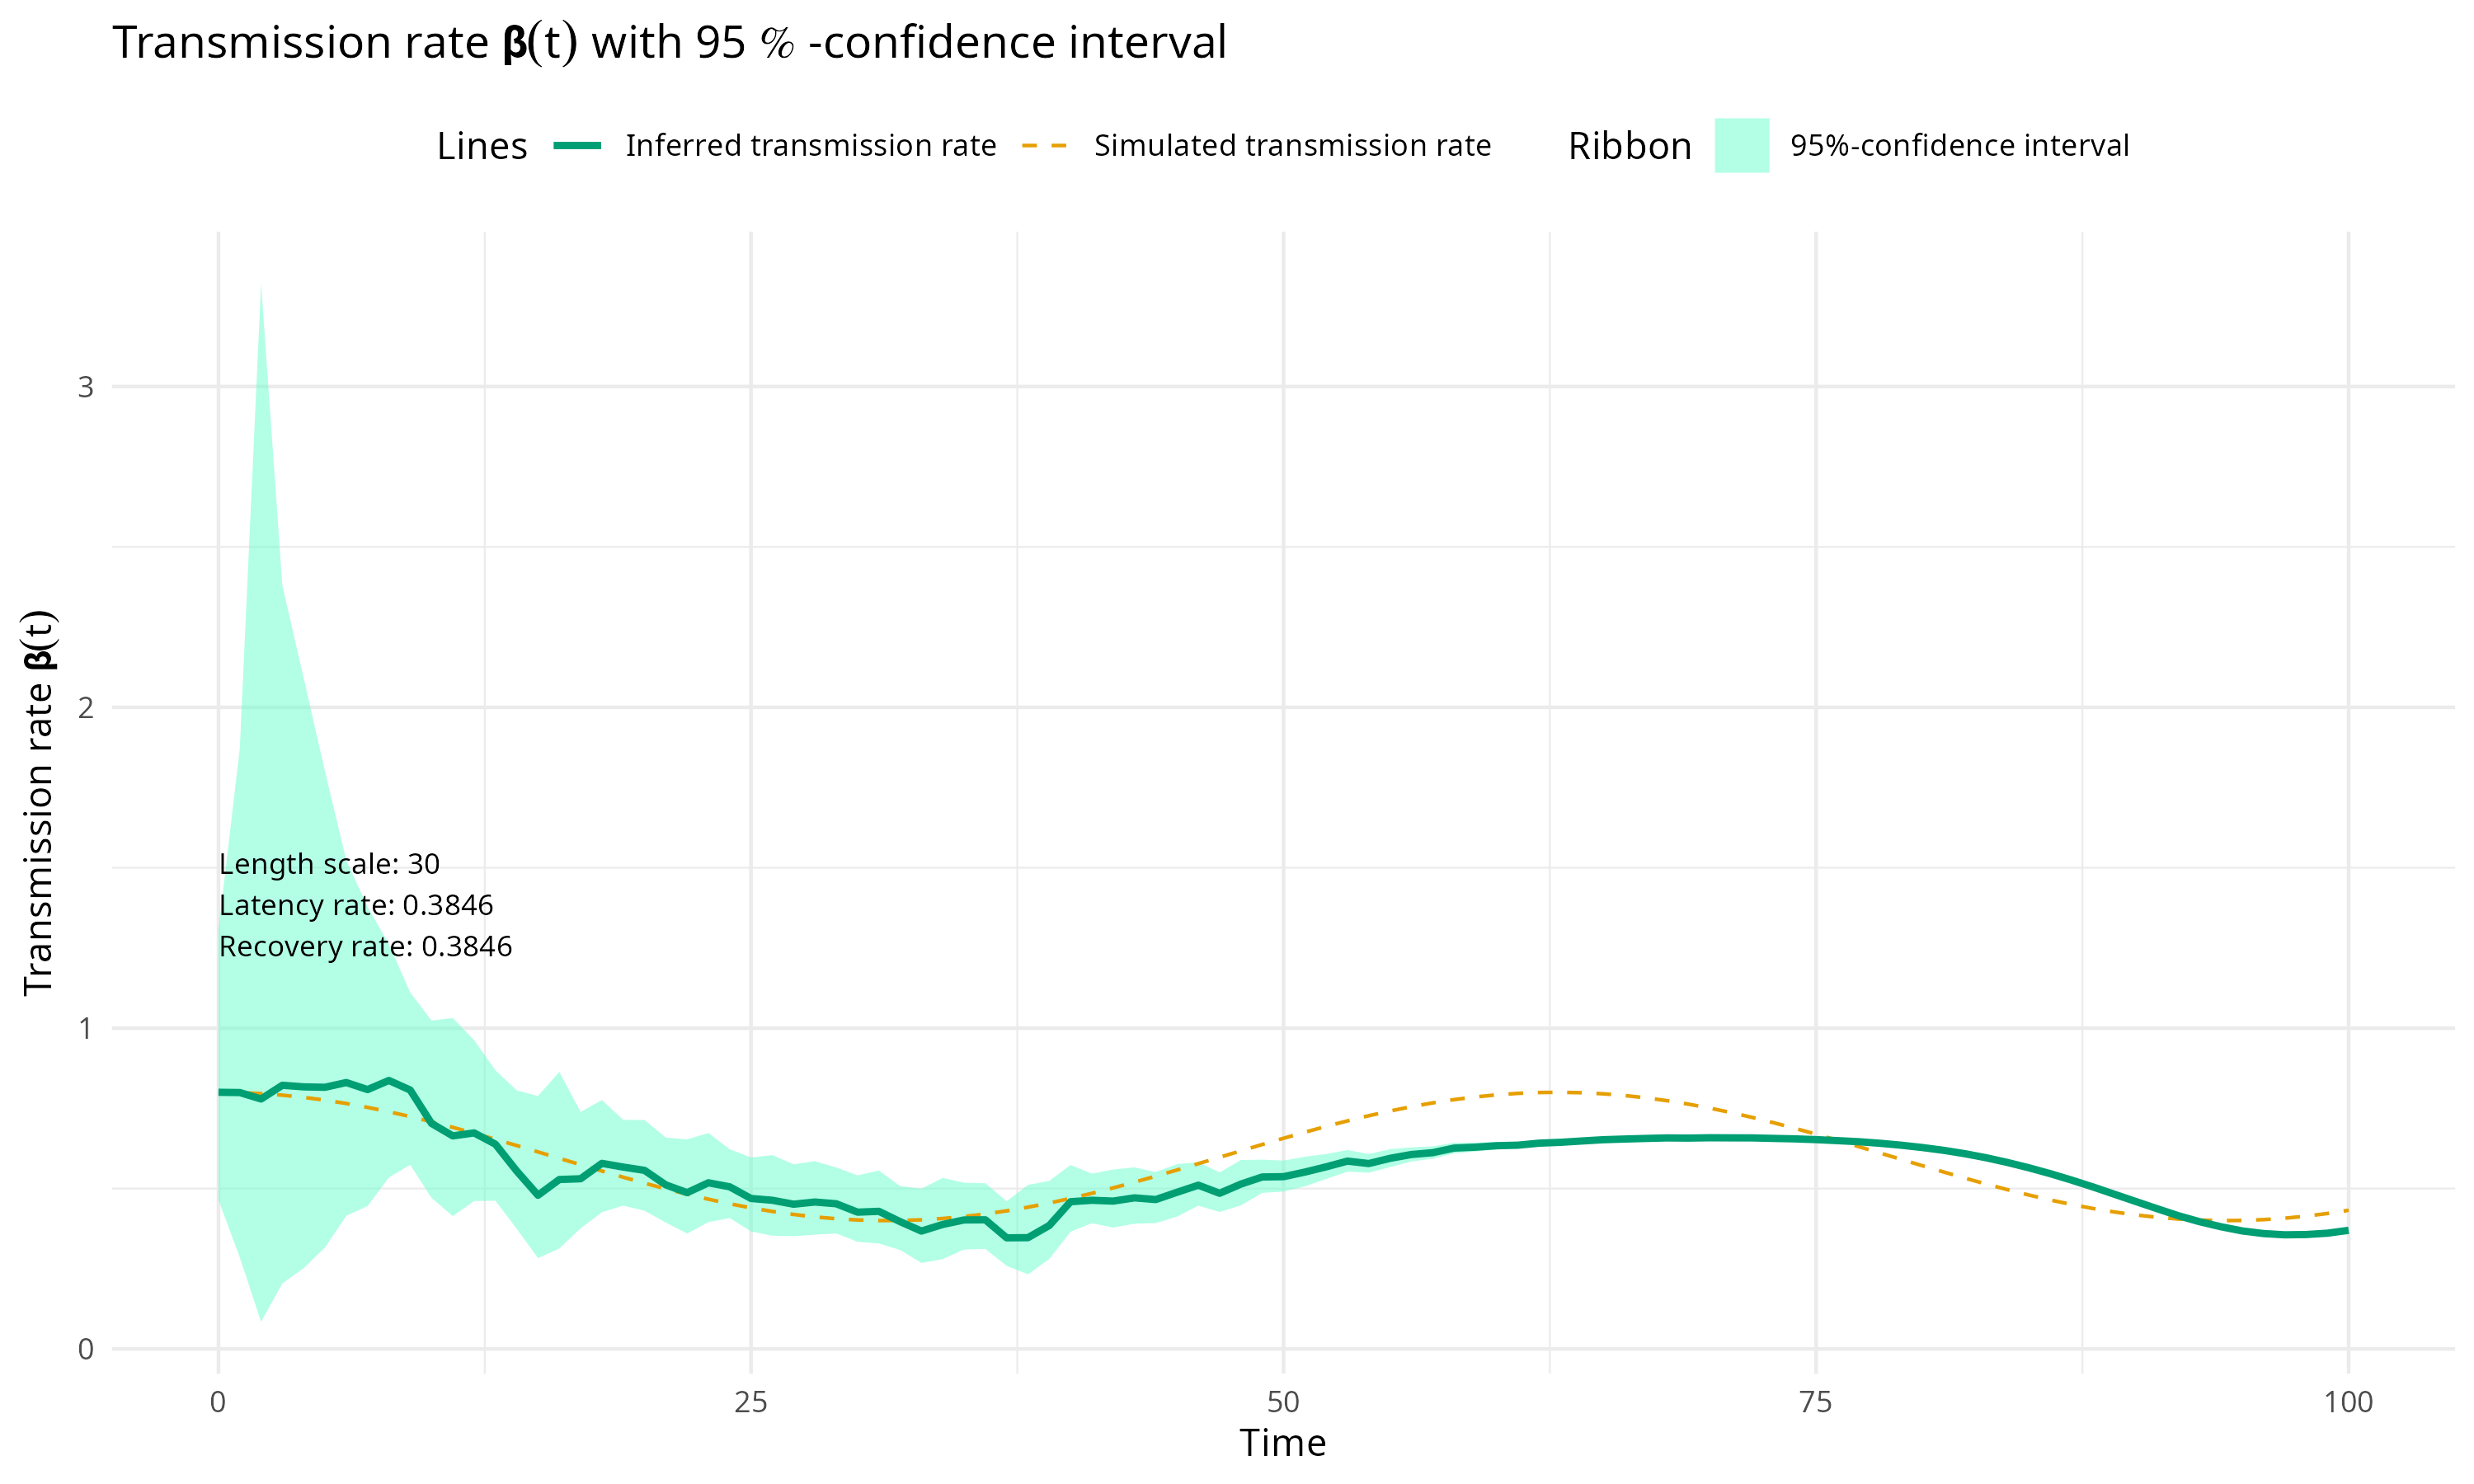 Transmission rate β(t) with 95 % -confidence interval
Lines Inferred transmission rate Simulated transmission rate Ribbon 95%-confidence interval
Transmission rate β(t)
3
2
1
0
Length scale: 30
Latency rate: 0.3846
Recovery rate: 0.3846
0 25 50 75 100
Time